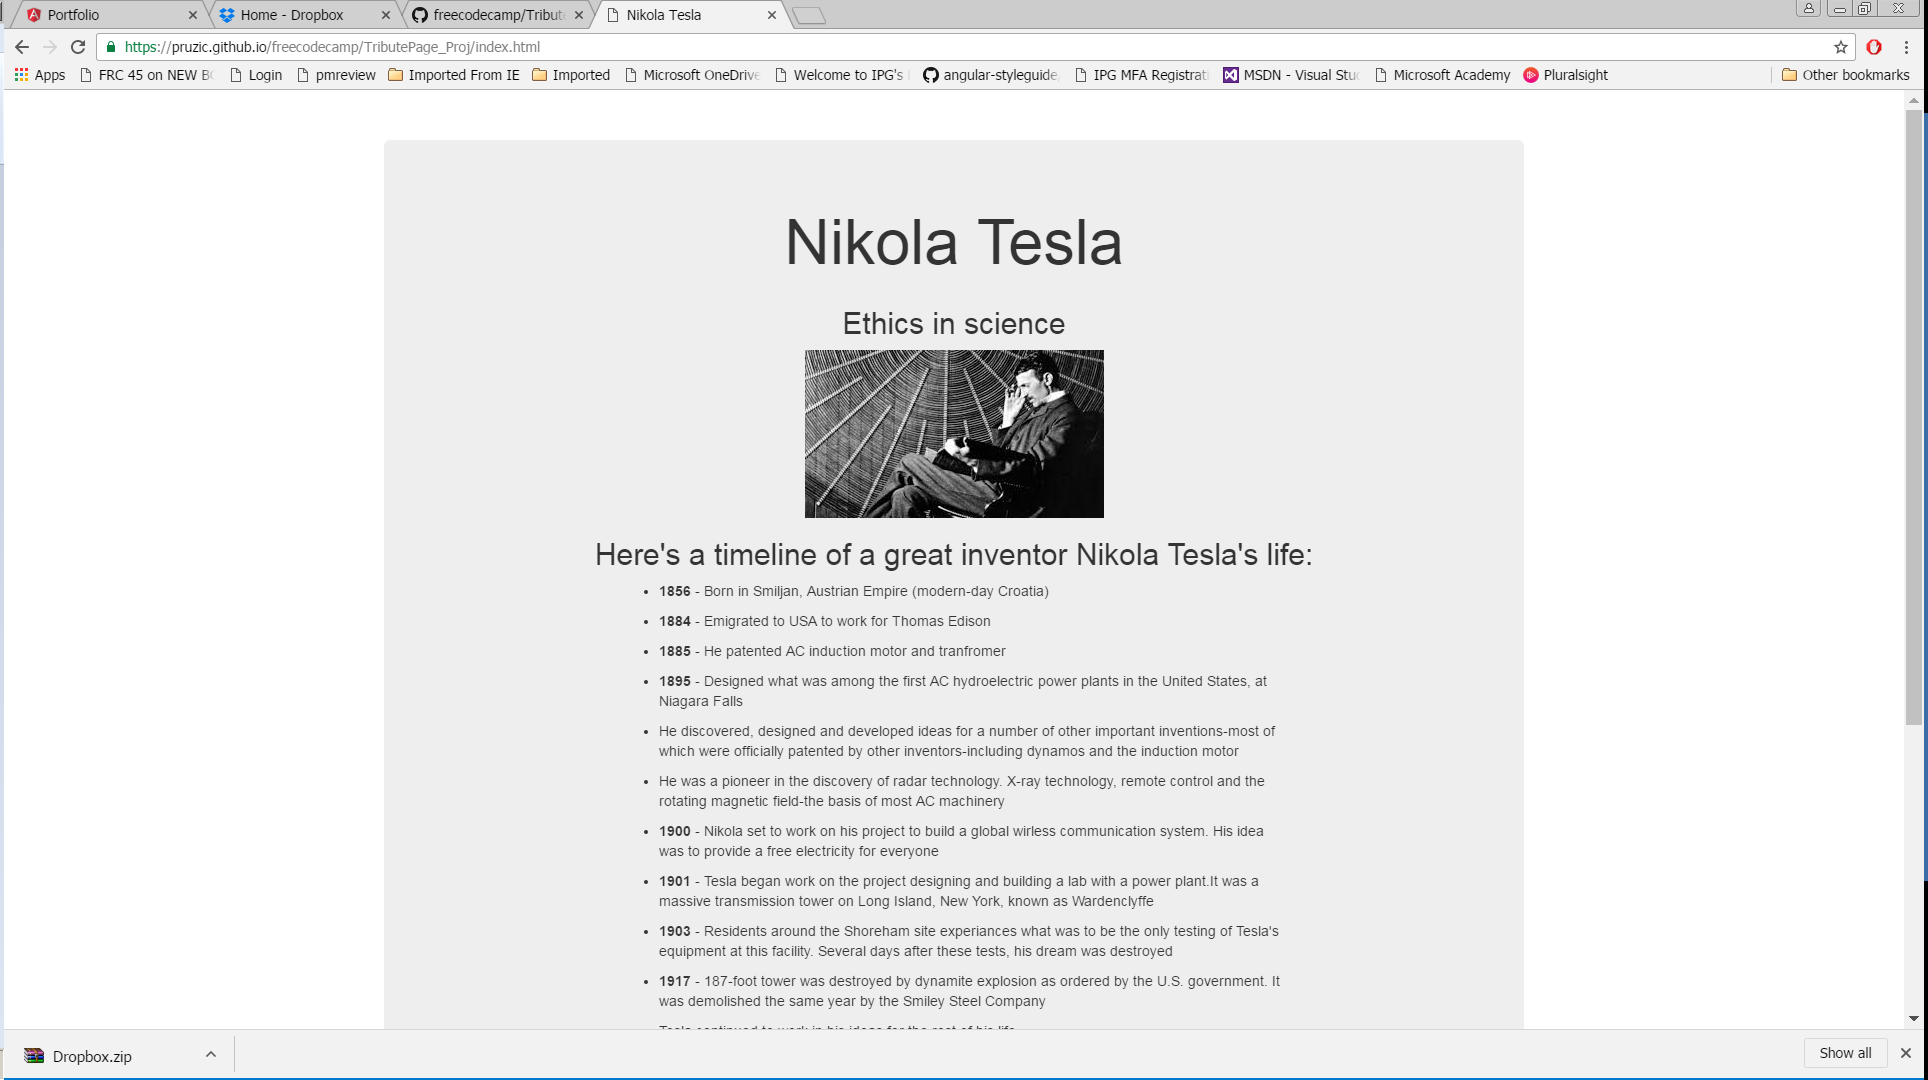 Portfolio
Home - Dropbox
freecodecamp/Tribut
Nikola Tesla
https://pruzic.github.io/freecodecamp/TributePage_Proj/index.html
Apps
FRC 45 on NEW
Login
pmreview
Imported From IE
Imported
Microsoft OneDrive
Welcome to IPG's
angular-styleguide
IPG MFA Registrat
MSDN - Visual Stu
Microsoft Academy
Pluralsight
Other bookmarks
Nikola Tesla
Ethics in science
Here's a timeline of a great inventor Nikola Tesla's life:
1856 - Born in Smiljan, Austrian Empire (modern-day Croatia)
1884 - Emigrated to USA to work for Thomas Edison
1885 - He patented AC induction motor and tranfromer
1895 - Designed what was among the first AC hydroelectric power plants in the United States, at
Niagara Falls
He discovered, designed and developed ideas for a number of other important inventions-most of
which were officially patented by other inventors-including dynamos and the induction motor
He was a pioneer in the discovery of radar technology. X-ray technology, remote control and the
rotating magnetic field-the basis of most AC machinery
1900 - Nikola set to work on his project to build a global wirless communication system. His idea
was to provide a free electricity for everyone
1901 - Tesla began work on the project designing and building a lab with a power plant.It was a
massive transmission tower on Long Island, New York, known as Wardenclyffe
1903 - Residents around the Shoreham site experiances what was to be the only testing of Tesla's
equipment at this facility. Several days after these tests, his dream was destroyed
1917 - 187-foot tower was destroyed by dynamite explosion as ordered by the U.S. government. It
was demolished the same year by the Smiley Steel Company
Tesla continued to work in his ideas for the rest of his life
Dropbox.zip
Show all